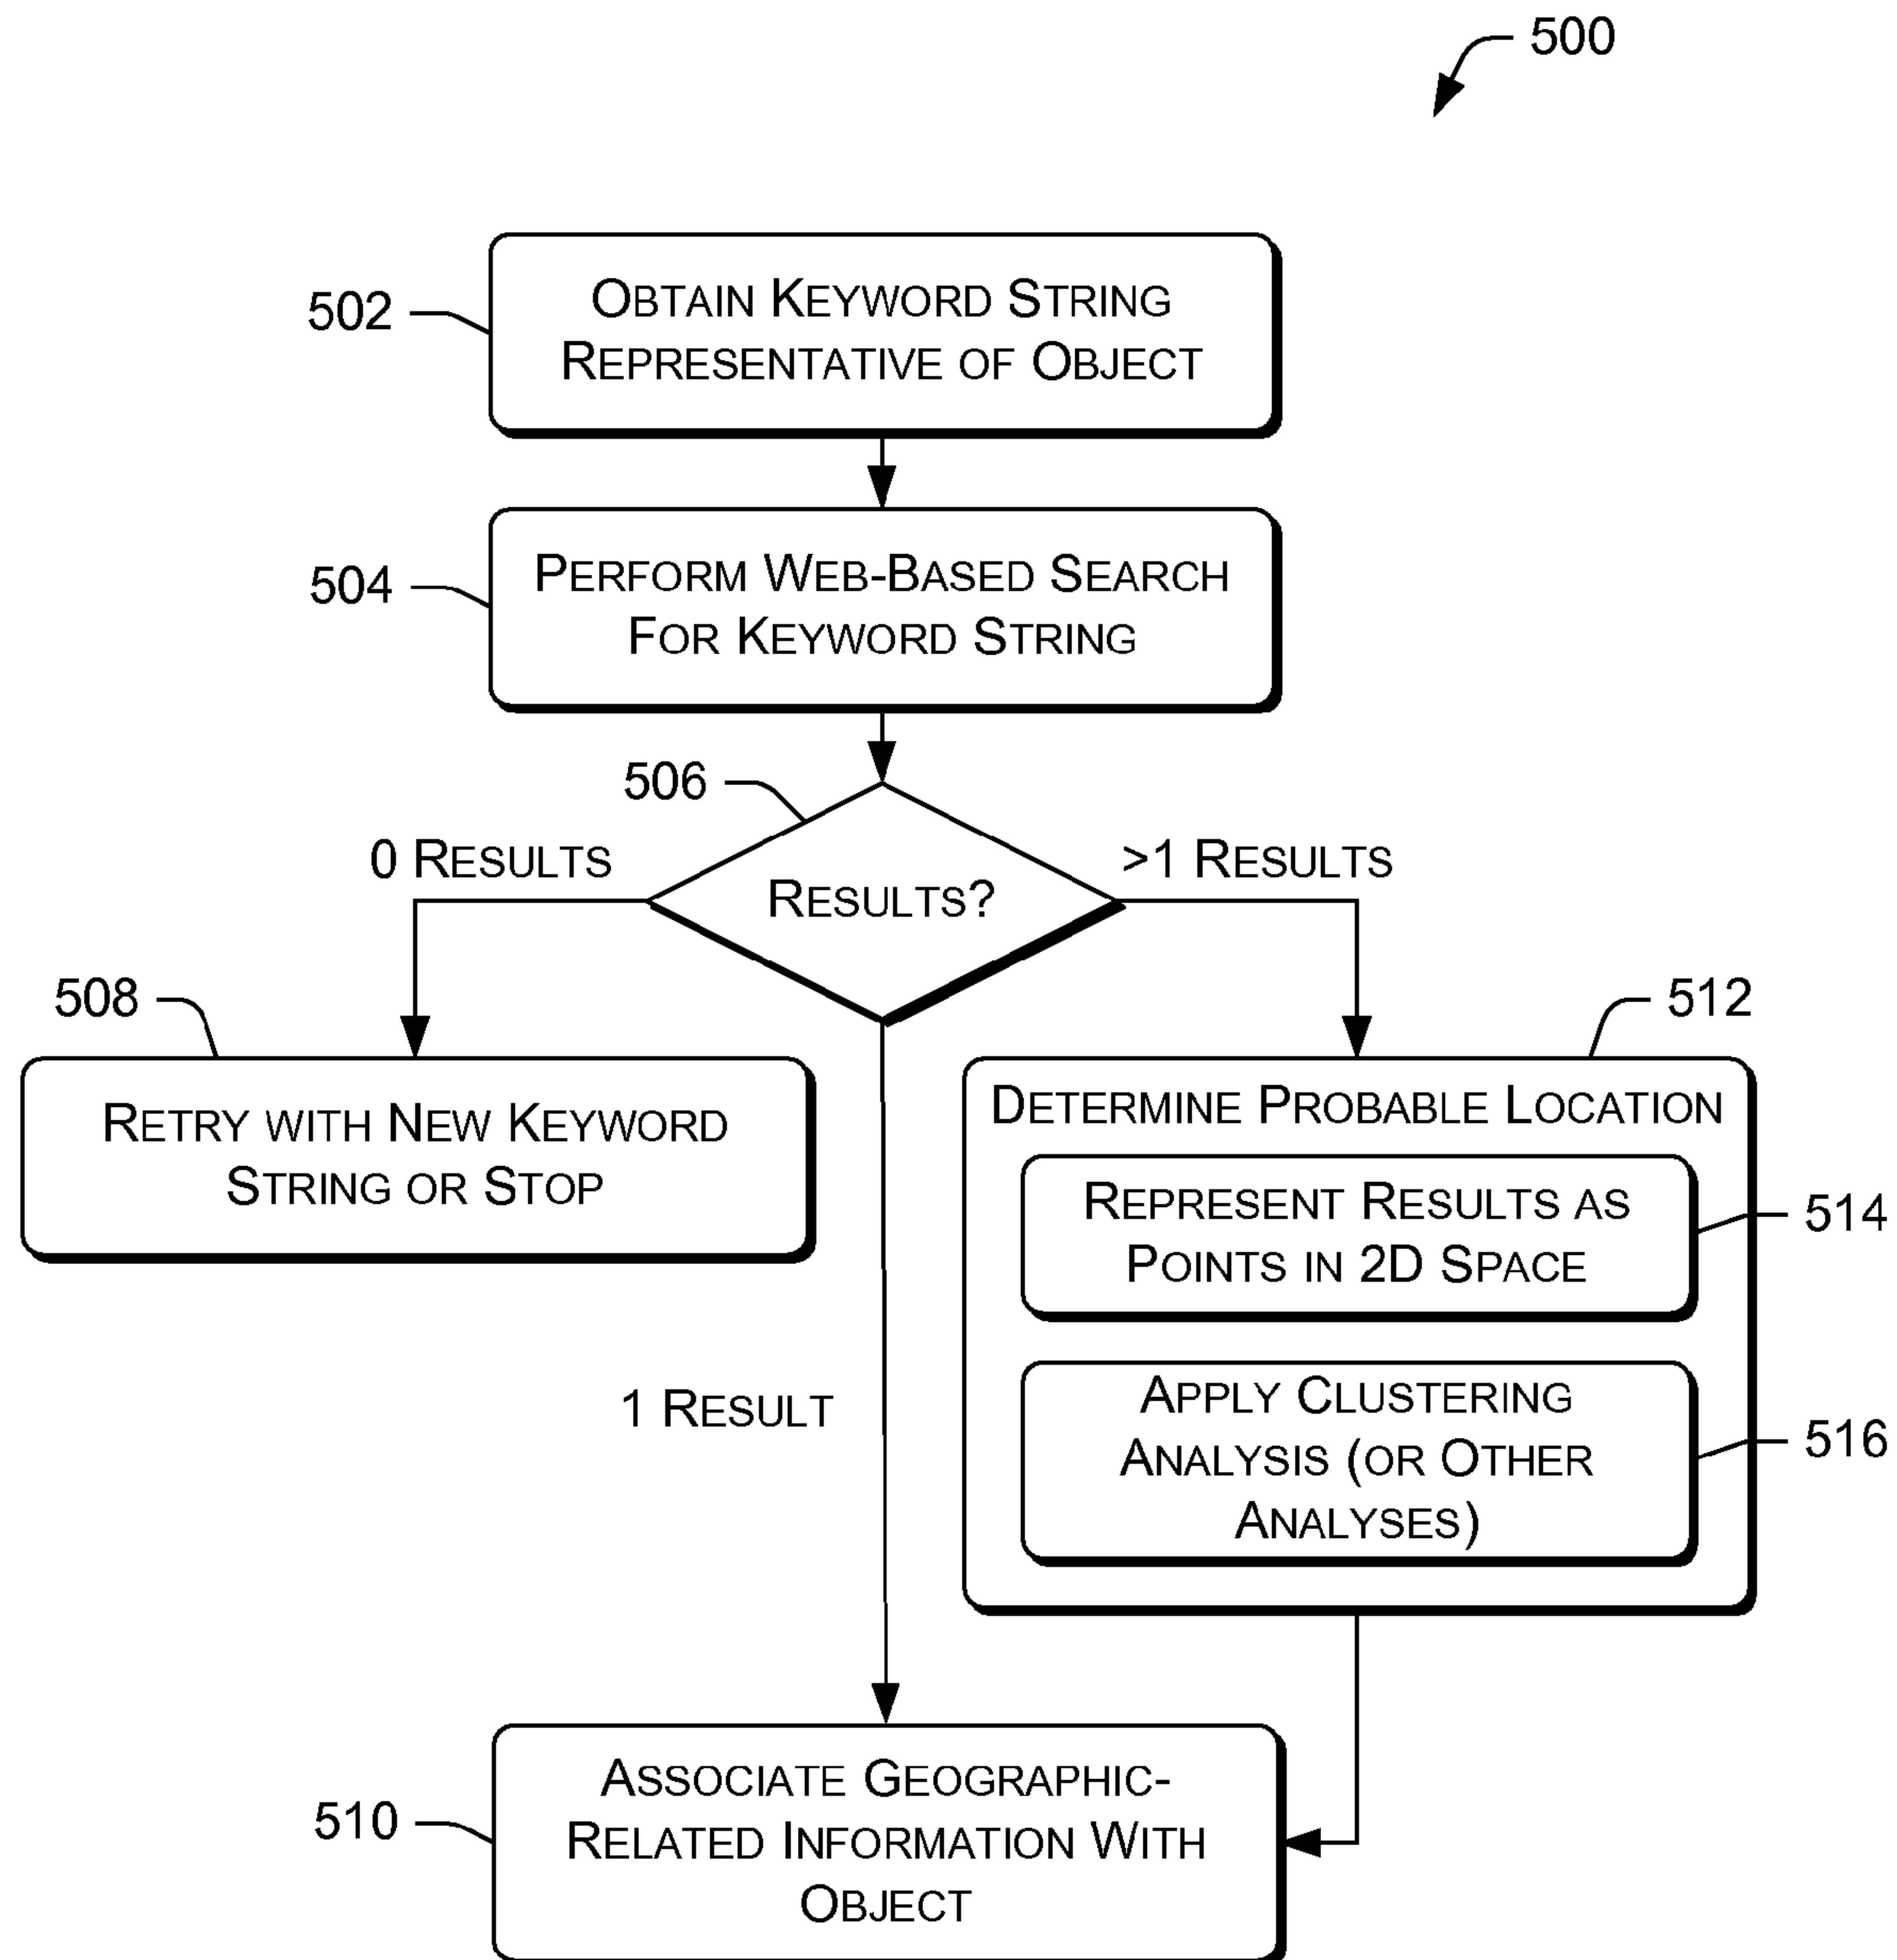 500
502
OBTAIN KEYWORD STRING
REPRESENTATIVE OF OBJECT
504
PERFORM WEB-BASED SEARCH
FOR KEYWORD STRING
506
0 RESULTS
RESULTS?
>1 RESULTS
508
RETRY WITH NEW KEYWORD
STRING OR STOP
512
DETERMINE PROBABLE LOCATION
REPRESENT RESULTS AS
POINTS IN 2D SPACE
514
APPLY CLUSTERING
ANALYSIS (OR OTHER
ANALYSES)
516
1 RESULT
510
ASSOCIATE GEOGRAPHIC-
RELATED INFORMATION WITH
OBJECT